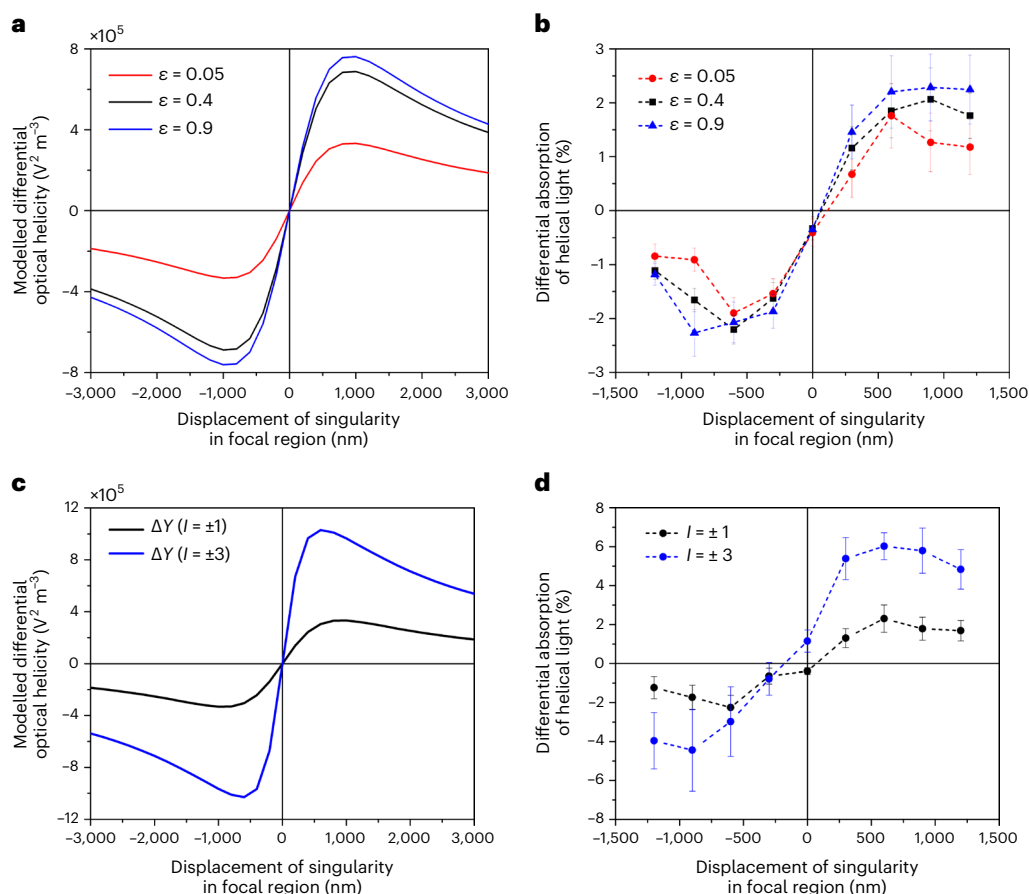 a
×10⁵
Modelled differential
optical helicity (V² m⁻³)
8
4
0
−4
−8
ε = 0.05
ε = 0.4
ε = 0.9
−3,000 −2,000 −1,000 0 1,000 2,000 3,000
Displacement of singularity
in focal region (nm)
b
Differential absorption
of helical light (%)
3
2
1
0
−1
−2
−3
ε = 0.05
ε = 0.4
ε = 0.9
−1,500 −1,000 −500 0 500 1,000 1,500
Displacement of singularity
in focal region (nm)
c
×10⁵
Modelled differential
optical helicity (V² m⁻³)
12
8
4
0
−4
−8
−12
ΔY (l = ±1)
ΔY (l = ±3)
−3,000 −2,000 −1,000 0 1,000 2,000 3,000
Displacement of singularity
in focal region (nm)
d
Differential absorption
of helical light (%)
8
6
4
2
0
−2
−4
−6
−8
l = ± 1
l = ± 3
−1,500 −1,000 −500 0 500 1,000 1,500
Displacement of singularity
in focal region (nm)